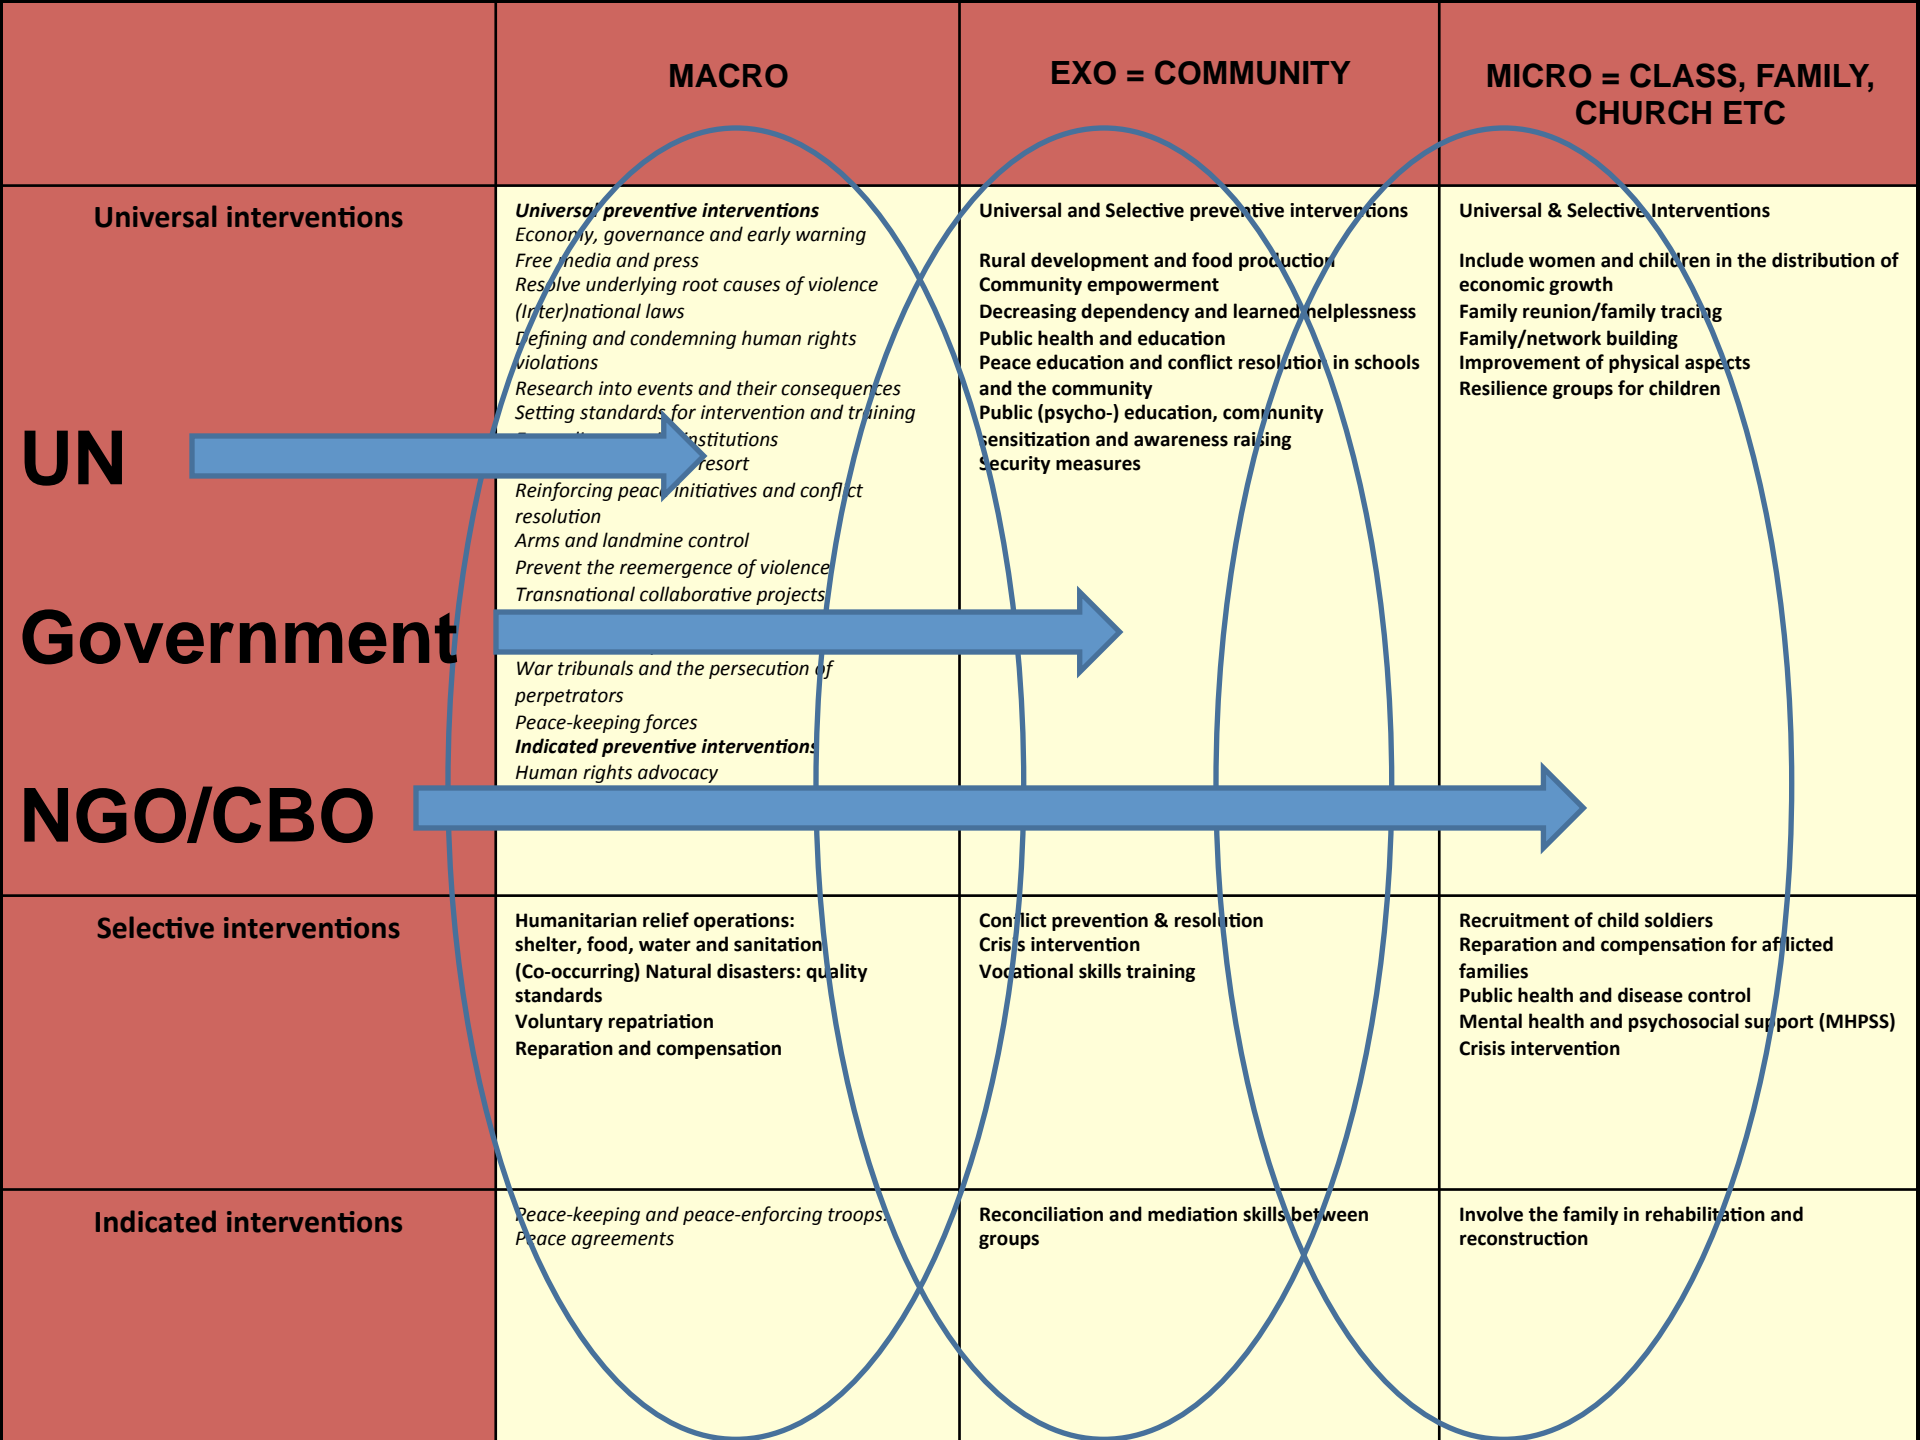 MACRO
EXO = COMMUNITY
MICRO = CLASS, FAMILY,
CHURCH ETC
Universal interventions
Universal preventive interventions
Economy, governance and early warning
Free media and press
Resolve underlying root causes of violence
(Inter)national laws
Defining and condemning human rights
violations
Research into events and their consequences
Setting standards for intervention and training
institutions
resort
Reinforcing peace initiatives and conflict
resolution
Arms and landmine control
Prevent the reemergence of violence
Transnational collaborative projects
War tribunals and the persecution of
perpetrators
Peace-keeping forces
Indicated preventive interventions
Human rights advocacy
Universal and Selective preventive interventions
Rural development and food production
Community empowerment
Decreasing dependency and learned helplessness
Public health and education
Peace education and conflict resolution in schools
and the community
Public (psycho-) education, community
sensitization and awareness raising
Security measures
Universal & Selective Interventions
Include women and children in the distribution of
economic growth
Family reunion/family tracing
Family/network building
Improvement of physical aspects
Resilience groups for children
UN
Government
NGO/CBO
Selective interventions
Humanitarian relief operations:
shelter, food, water and sanitation
(Co-occurring) Natural disasters: quality
standards
Voluntary repatriation
Reparation and compensation
Conflict prevention & resolution
Crisis intervention
Vocational skills training
Recruitment of child soldiers
Reparation and compensation for afflicted
families
Public health and disease control
Mental health and psychosocial support (MHPSS)
Crisis intervention
Indicated interventions
Peace-keeping and peace-enforcing troops.
Peace agreements
Reconciliation and mediation skills between
groups
Involve the family in rehabilitation and
reconstruction